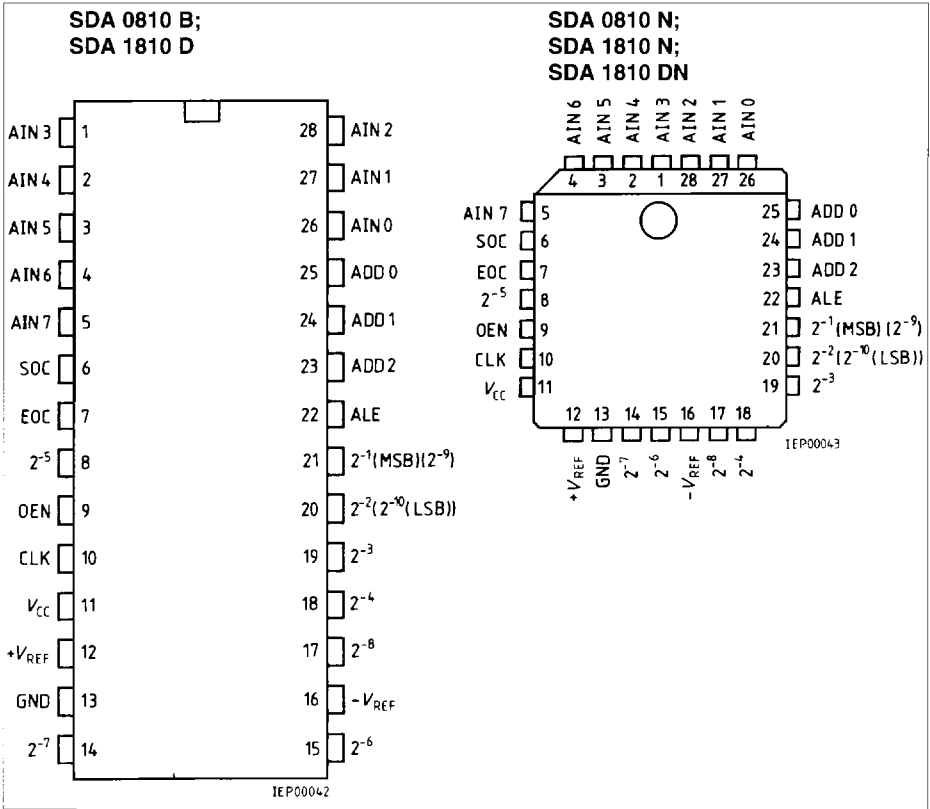 SDA 0810 B;
SDA 1810 D
AIN 3 1
AIN 4 2
AIN 5 3
AIN 6 4
AIN 7 5
SOC 6
EOC 7
2⁻⁵ 8
OEN 9
CLK 10
V_CC 11
+V_REF 12
GND 13
2⁻⁷ 14
28 AIN 2
27 AIN 1
26 AIN 0
25 ADD 0
24 ADD 1
23 ADD 2
22 ALE
21 2⁻¹(MSB)(2⁻⁹)
20 2⁻²(2⁻¹⁰(LSB))
19 2⁻³
18 2⁻⁴
17 2⁻⁸
16 -V_REF
15 2⁻⁶
IEP00042
SDA 0810 N;
SDA 1810 N;
SDA 1810 DN
AIN 6 AIN 5 AIN 4 AIN 3 AIN 2 AIN 1 AIN 0
4 3 2 1 28 27 26
AIN 7 5
SOC 6
EOC 7
2⁻⁵ 8
OEN 9
CLK 10
V_CC 11
25 ADD 0
24 ADD 1
23 ADD 2
22 ALE
21 2⁻¹(MSB)(2⁻⁹)
20 2⁻²(2⁻¹⁰(LSB))
19 2⁻³
12 13 14 15 16 17 18
+V_REF GND 2⁻⁷ 2⁻⁶ -V_REF 2⁻⁸ 2⁻⁴
IEP00043